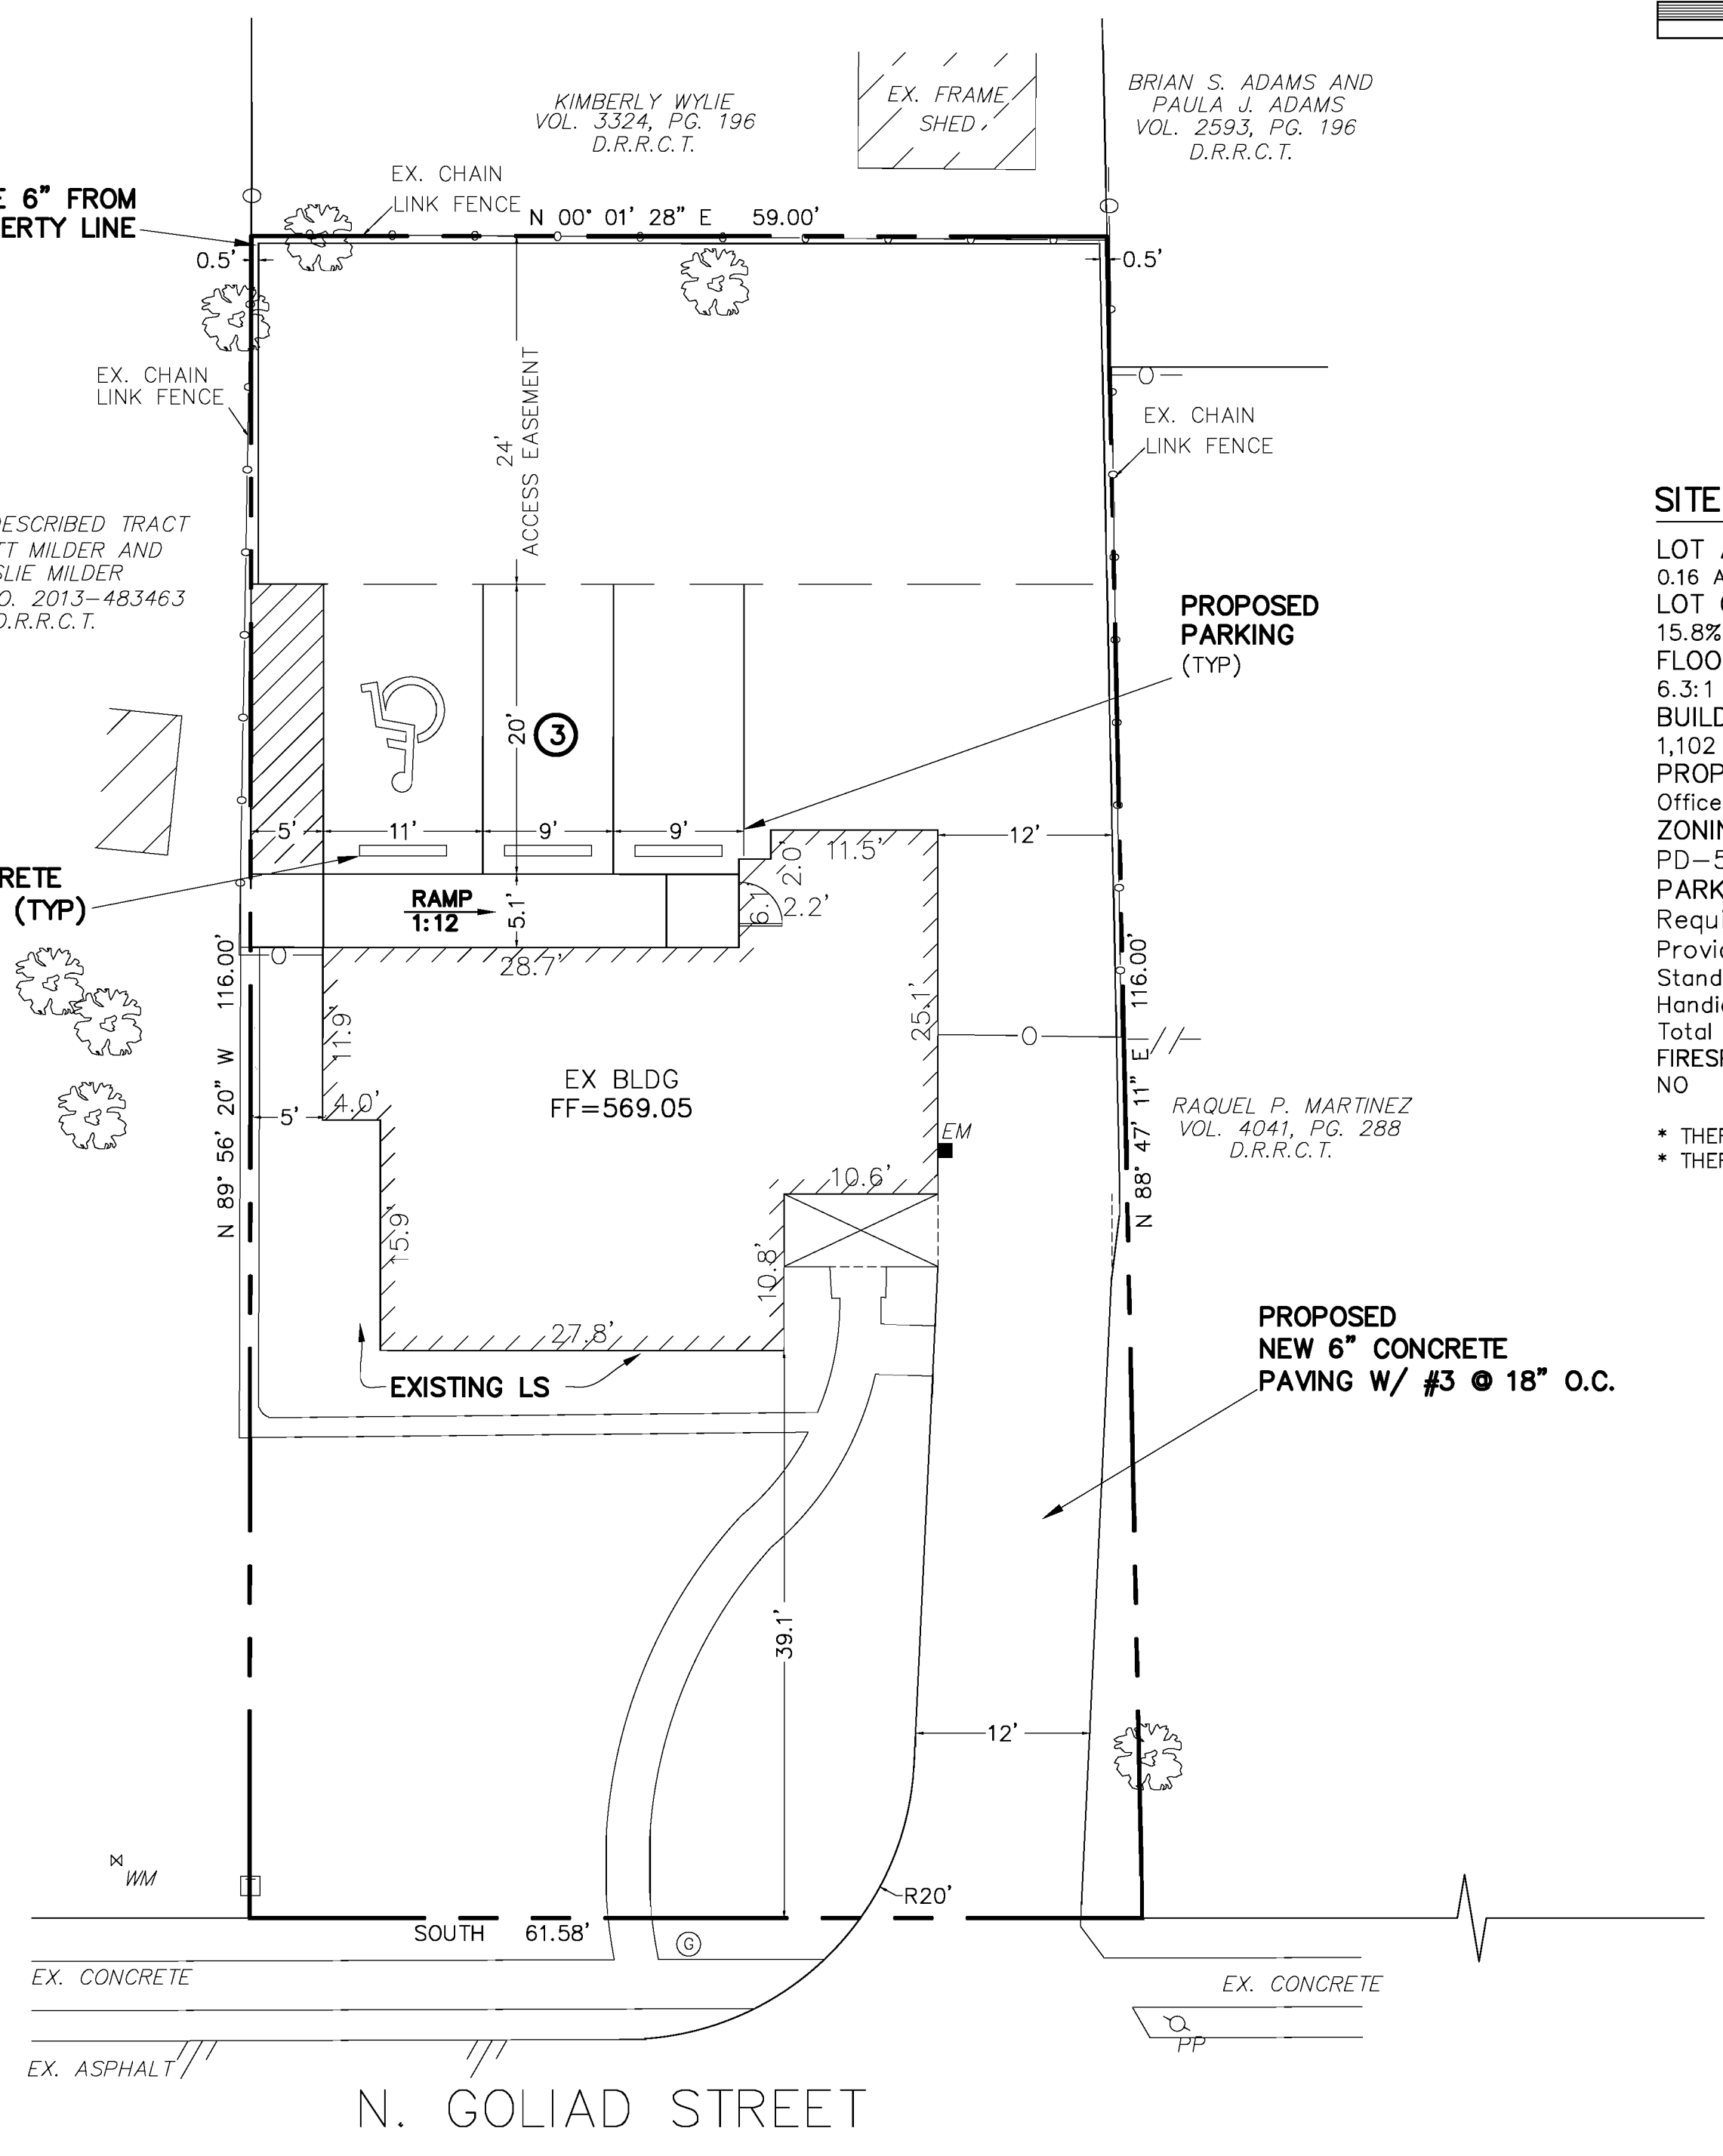 KIMBERLY WYLIE
VOL. 3324, PG. 196
D.R.R.C.T.
EX. FRAME
SHED
BRIAN S. ADAMS AND
PAULA J. ADAMS
VOL. 2593, PG. 196
D.R.R.C.T.
EX. CHAIN
LINK FENCE
6" FROM
ERTY LINE
N 00° 01' 28" E 59.00'
0.5'
0.5'
EX. CHAIN
LINK FENCE
24'
ACCESS EASEMENT
EX. CHAIN
LINK FENCE
ESCRIBED TRACT
TT MILDER AND
SLIE MILDER
O. 2013-483463
D.R.R.C.T.
PROPOSED
PARKING
(TYP)
20'
3
5'
11'
9'
9'
12'
11.5'
2.0'
6.1'
2.2'
RETE
(TYP)
RAMP
1:12
5.1'
28.7'
11.9'
25.1'
N 89° 56' 20" W 116.00'
N 88° 47' 11" E 116.00'
EX BLDG
FF=569.05
4.0'
5'
EM
RAQUEL P. MARTINEZ
VOL. 4041, PG. 288
D.R.R.C.T.
10.6'
15.9'
10.8'
27.8'
EXISTING LS
PROPOSED
NEW 6" CONCRETE
PAVING W/ #3 @ 18" O.C.
39.1'
12'
WM
R20'
SOUTH 61.58'
G
EX. CONCRETE
EX. CONCRETE
PP
EX. ASPHALT
N. GOLIAD STREET
SITE
LOT
0.16 A
LOT
15.8%
FLOO
6.3:1
BUILD
1,102
PROP
Office
ZONIN
PD-5
PARK
Requi
Provid
Stand
Handi
Total
FIRESP
NO
* THER
* THER